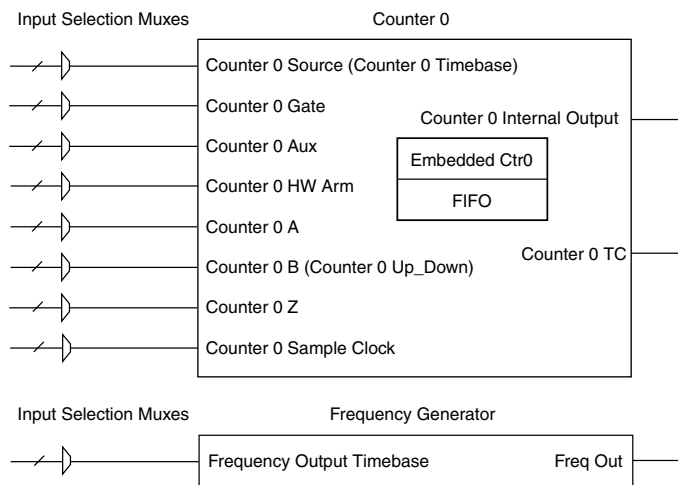 Input Selection Muxes
Counter 0
Counter 0 Source (Counter 0 Timebase)
Counter 0 Gate
Counter 0 Internal Output
Counter 0 Aux
Embedded Ctr0
Counter 0 HW Arm
FIFO
Counter 0 A
Counter 0 B (Counter 0 Up_Down)
Counter 0 TC
Counter 0 Z
Counter 0 Sample Clock
Input Selection Muxes
Frequency Generator
Frequency Output Timebase
Freq Out